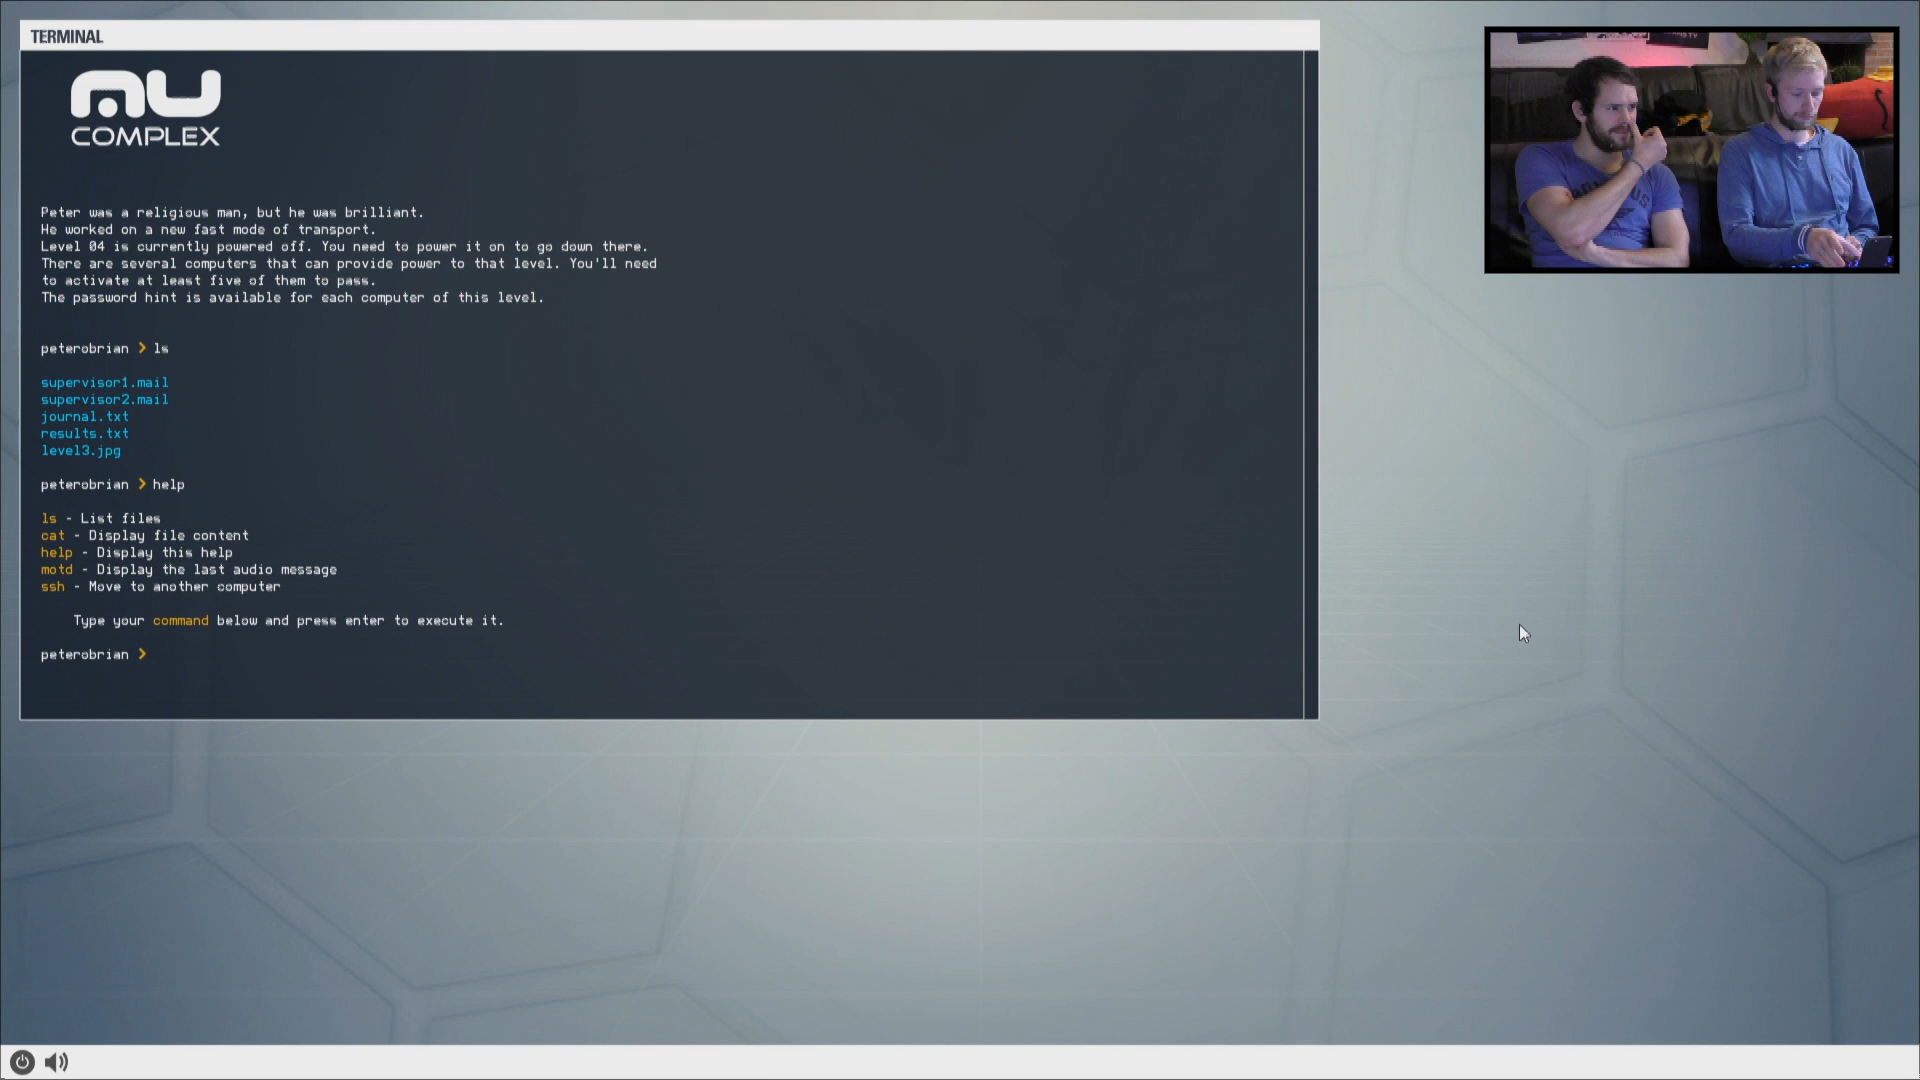 TERMINAL
MU
COMPLEX
Peter was a religious man, but he was brilliant.
He worked on a new fast mode of transport.
Level 04 is currently powered off. You need to power it on to go down there.
There are several computers that can provide power to that level. You'll need
to activate at least five of them to pass.
The password hint is available for each computer of this level.
peterobrian > ls
supervisor1.mail
supervisor2.mail
journal.txt
results.txt
level3.jpg
peterobrian > help
ls - List files
cat - Display file content
help - Display this help
motd - Display the last audio message
ssh - Move to another computer
Type your command below and press enter to execute it.
peterobrian >